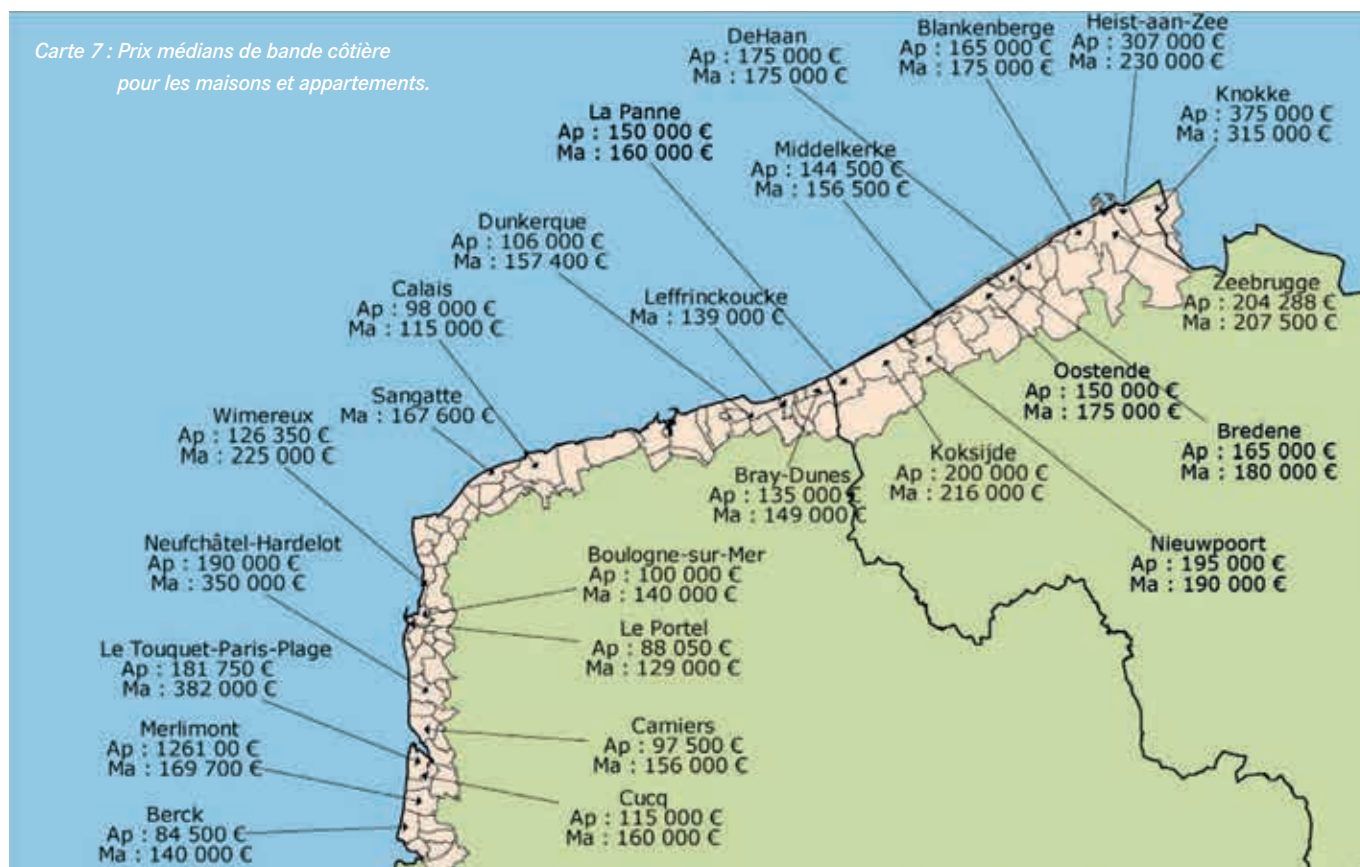 Carte 7 : Prix médians de bande côtière
pour les maisons et appartements.
DeHaan
Ap : 175 000 €
Ma : 175 000 €
Blankenberge
Ap : 165 000 €
Ma : 175 000 €
Heist-aan-Zee
Ap : 307 000 €
Ma : 230 000 €
Knokke
Ap : 375 000 €
Ma : 315 000 €
La Panne
Ap : 150 000 €
Ma : 160 000 €
Middelkerke
Ap : 144 500 €
Ma : 156 500 €
Dunkerque
Ap : 106 000 €
Ma : 157 400 €
Calais
Ap : 98 000 €
Ma : 115 000 €
Leffrinckoucke
Ma : 139 000 €
Zeebrugge
Ap : 204 288 €
Ma : 207 500 €
Sangatte
Ma : 167 600 €
Wimereux
Ap : 126 350 €
Ma : 225 000 €
Oostende
Ap : 150 000 €
Ma : 175 000 €
Bredene
Ap : 165 000 €
Ma : 180 000 €
Koksijde
Ap : 200 000 €
Ma : 216 000 €
Bray-Dunes
Ap : 135 000 €
Ma : 149 000 €
Nieuwpoort
Ap : 195 000 €
Ma : 190 000 €
Neufchâtel-Hardelot
Ap : 190 000 €
Ma : 350 000 €
Boulogne-sur-Mer
Ap : 100 000 €
Ma : 140 000 €
Le Portel
Ap : 88 050 €
Ma : 129 000 €
Le Touquet-Paris-Plage
Ap : 181 750 €
Ma : 382 000 €
Merlimont
Ap : 1261 00 €
Ma : 169 700 €
Camiers
Ap : 97 500 €
Ma : 156 000 €
Cucq
Ap : 115 000 €
Ma : 160 000 €
Berck
Ap : 84 500 €
Ma : 140 000 €